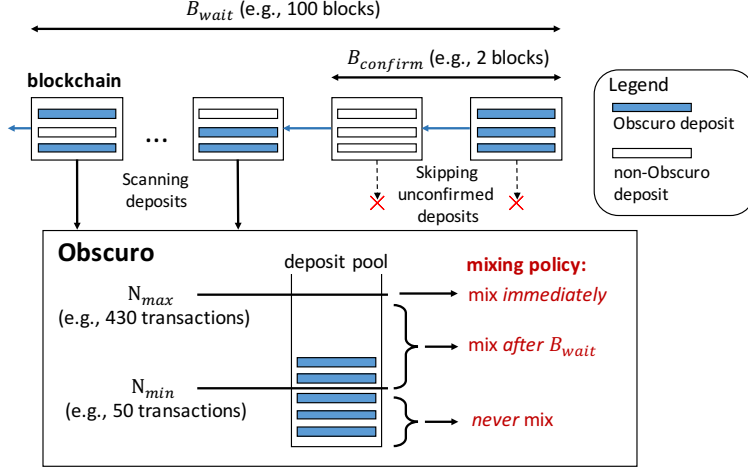 B_wait (e.g., 100 blocks)
B_confirm (e.g., 2 blocks)
blockchain
...
Scanning
deposits
Skipping
unconfirmed
deposits
Legend
Obscuro deposit
non-Obscuro
deposit
Obscuro
deposit pool
mixing policy:
N_max
(e.g., 430 transactions)
mix immediately
mix after B_wait
N_min
(e.g., 50 transactions)
never mix